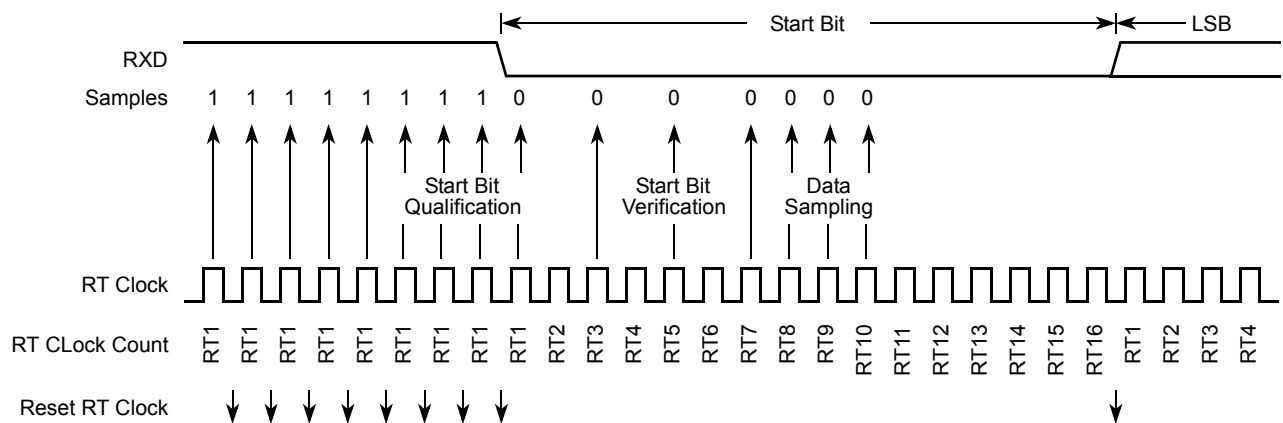 Start Bit LSB
RXD
Samples 1 1 1 1 1 1 1 1 0 0 0 0 0 0 0
Start Bit Qualification Start Bit Verification Data Sampling
RT Clock
RT CLock Count RT1 RT1 RT1 RT1 RT1 RT1 RT1 RT1 RT1 RT2 RT3 RT4 RT5 RT6 RT7 RT8 RT9 RT10 RT11 RT12 RT13 RT14 RT15 RT16 RT1 RT2 RT3 RT4
Reset RT Clock